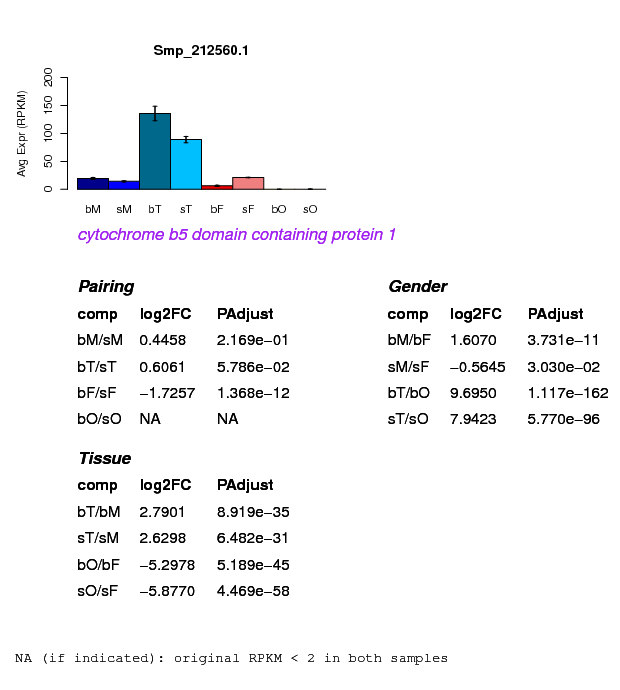 Smp_212560.1
Avg Expr (RPKM)
200
150
100
50
0
bM sM bT sT bF sF bO sO
cytochrome b5 domain containing protein 1
Pairing
comp log2FC PAdjust
bM/sM 0.4458 2.169e−01
bT/sT 0.6061 5.786e−02
bF/sF −1.7257 1.368e−12
bO/sO NA NA
Gender
comp log2FC PAdjust
bM/bF 1.6070 3.731e−11
sM/sF −0.5645 3.030e−02
bT/bO 9.6950 1.117e−162
sT/sO 7.9423 5.770e−96
Tissue
comp log2FC PAdjust
bT/bM 2.7901 8.919e−35
sT/sM 2.6298 6.482e−31
bO/bF −5.2978 5.189e−45
sO/sF −5.8770 4.469e−58
NA (if indicated): original RPKM < 2 in both samples